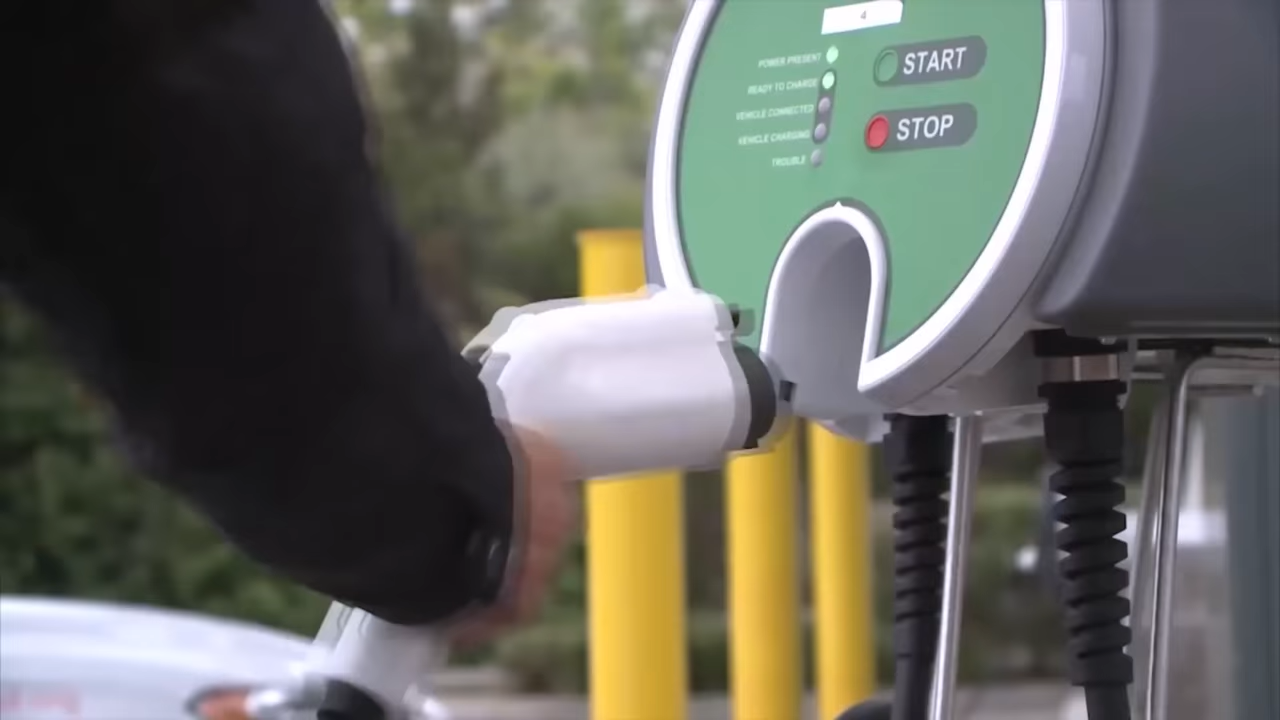 4
POWER PRESENT
READY TO CHARGE
VEHICLE CONNECTED
VEHICLE CHARGING
TROUBLE
START
STOP